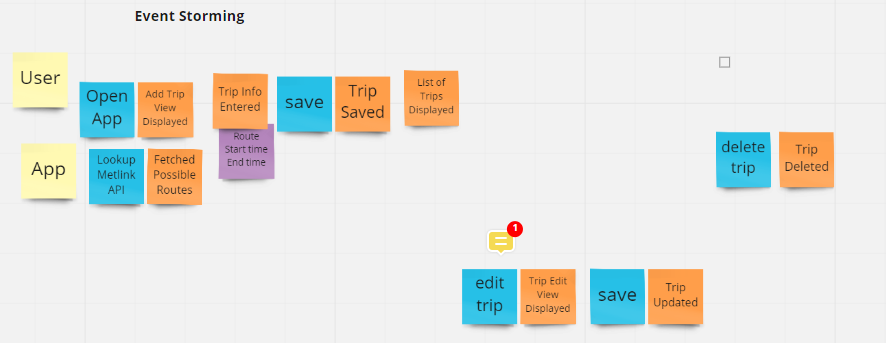 Event Storming
User
Open
App
Add Trip
View
Displayed
Trip Info
Entered
save
Trip
Saved
List of
Trips
Displayed
Route
Start time
End time
App
Lookup
Metlink
API
Fetched
Possible
Routes
delete
trip
Trip
Deleted
1
edit
trip
Trip Edit
View
Displayed
save
Trip
Updated